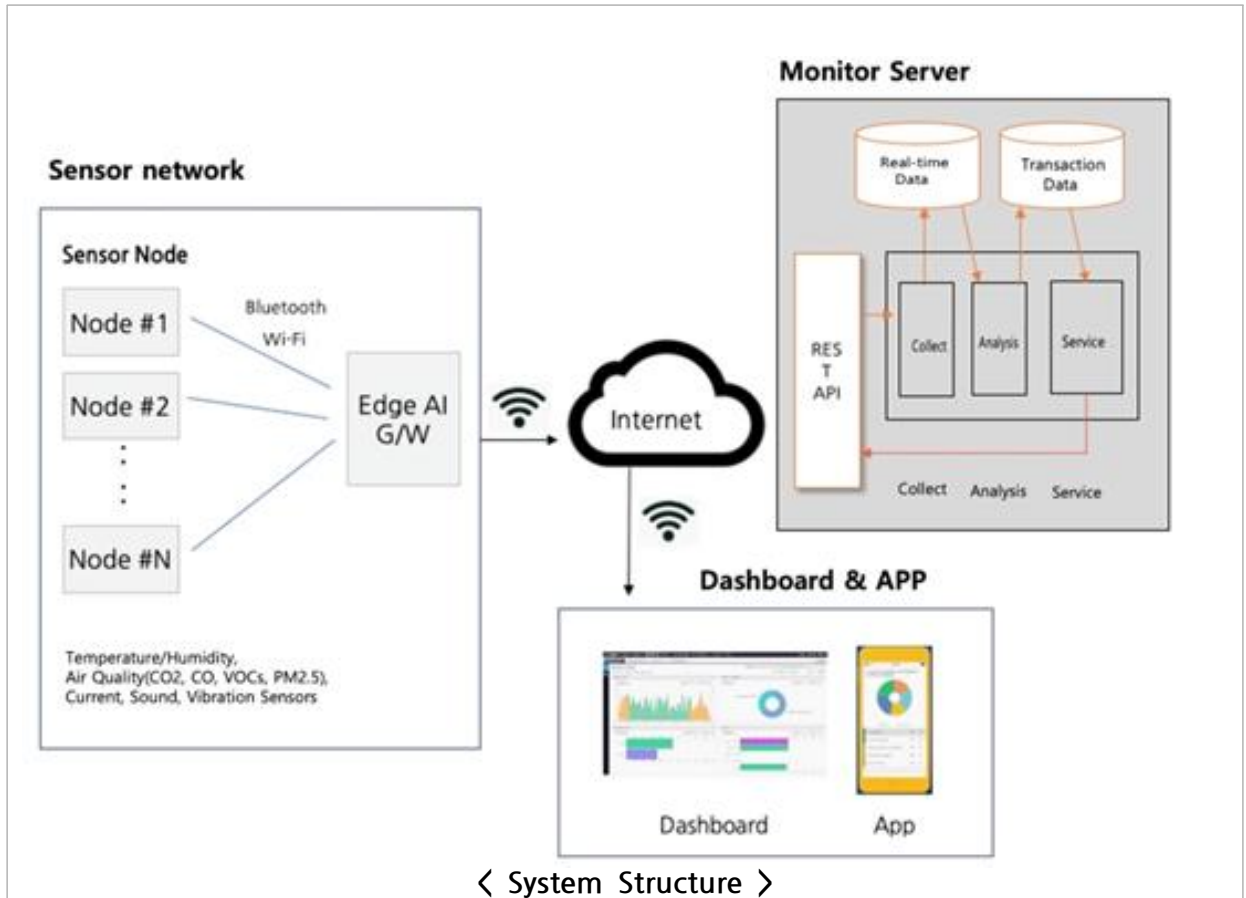 Monitor Server
Real-time
Data
Transaction
Data
RES
T
API
Collect
Analysis
Service
Collect
Analysis
Service
Sensor network
Sensor Node
Node #1
Node #2
Node #N
Bluetooth
Wi-Fi
Edge AI
G/W
Temperature/Humidity,
Air Quality(CO2, CO, VOCs, PM2.5),
Current, Sound, Vibration Sensors
Internet
Dashboard & APP
Dashboard
App
< System Structure >